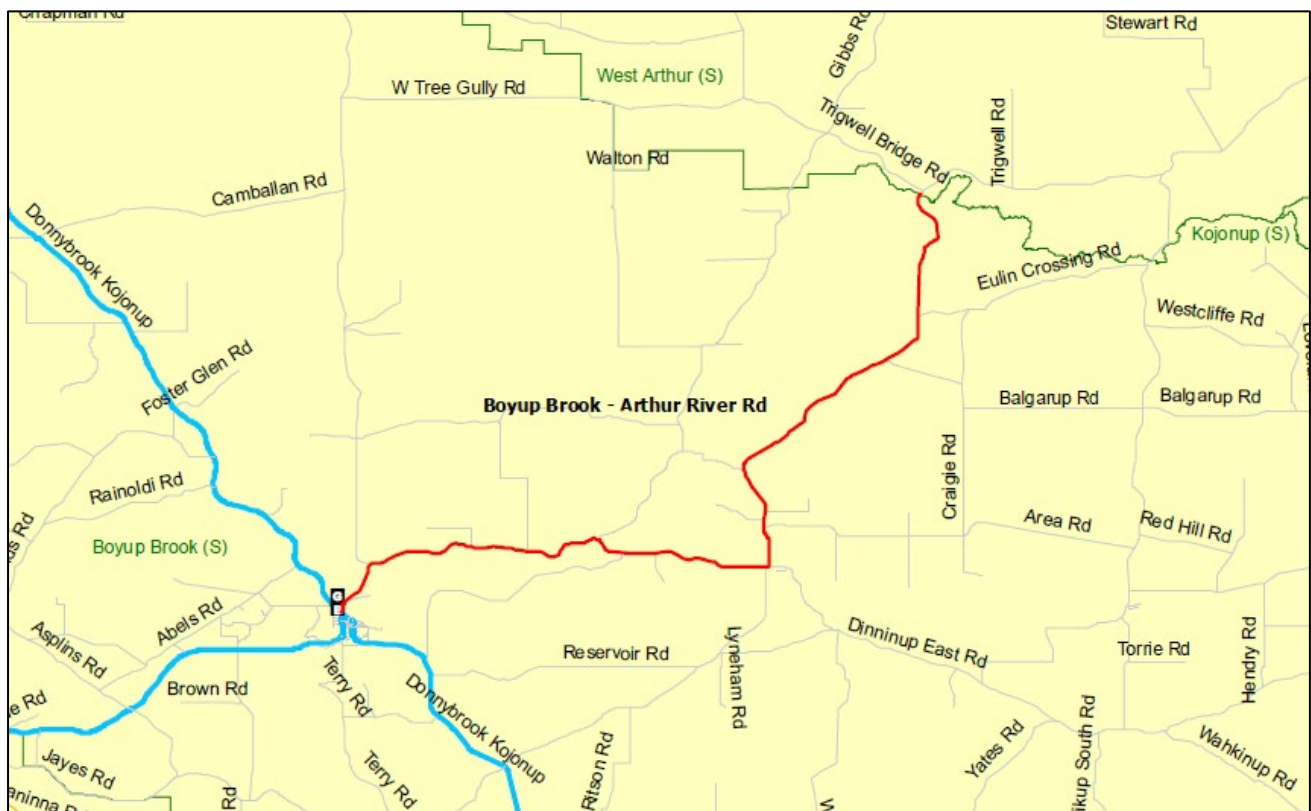 Chapman Rd
Stewart Rd
West Arthur (S)
Gibbs Rd
W Tree Gully Rd
Trigwell Bridge Rd
Trigwell Rd
Walton Rd
Camballan Rd
Donnybrook Kojonup
Kojonup (S)
Eulin Crossing Rd
Westcliffe Rd
Foster Glen Rd
Boyup Brook - Arthur River Rd
Balgarup Rd
Balgarup Rd
Craigie Rd
Rainoldi Rd
Area Rd
Red Hill Rd
Boyup Brook (S)
Abels Rd
Asplins Rd
Dinninup East Rd
Reservoir Rd
Lyneham Rd
Torrie Rd
Hendry Rd
Terry Rd
Brown Rd
Donnybrook Kojonup
Yates Rd
Wahkinup Rd
Ritson Rd
Jayes Rd
Terry Rd
Rd